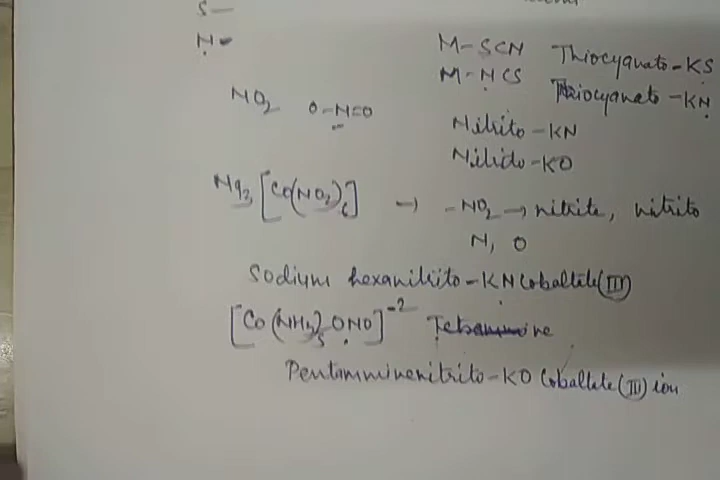 S—
N-
M-SCN Thiocyanato-KS
M-NCS Thiocyanato-KN
NO2 O-N=O
Nitrito-KN
Nitrito-KO
Na3[Co(NO2)6] → -NO2 → nitrite, nitrito
N, O
Sodium hexanitrito-KN Cobaltate(III)
[Co(NH3)5 ONO]-2
Pentamminenitrito-KO Cobaltate(III) ion